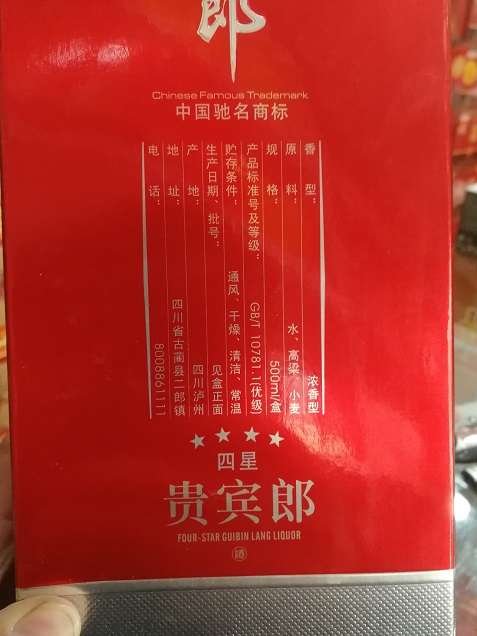 郎
Chinese Famous Trademark
中国驰名商标
香型：浓香型
原料：水、高粱、小麦
规格：500ml/盒
产品标准号及等级：GB/T 10781.1(优级)
贮存条件：通风、干燥、清洁、常温
生产日期、批号：见盒正面
产地：四川泸州
地址：四川省古蔺县二郎镇
电话：8008861111
四星
贵宾郎
FOUR-STAR GUIBIN LANG LIQUOR